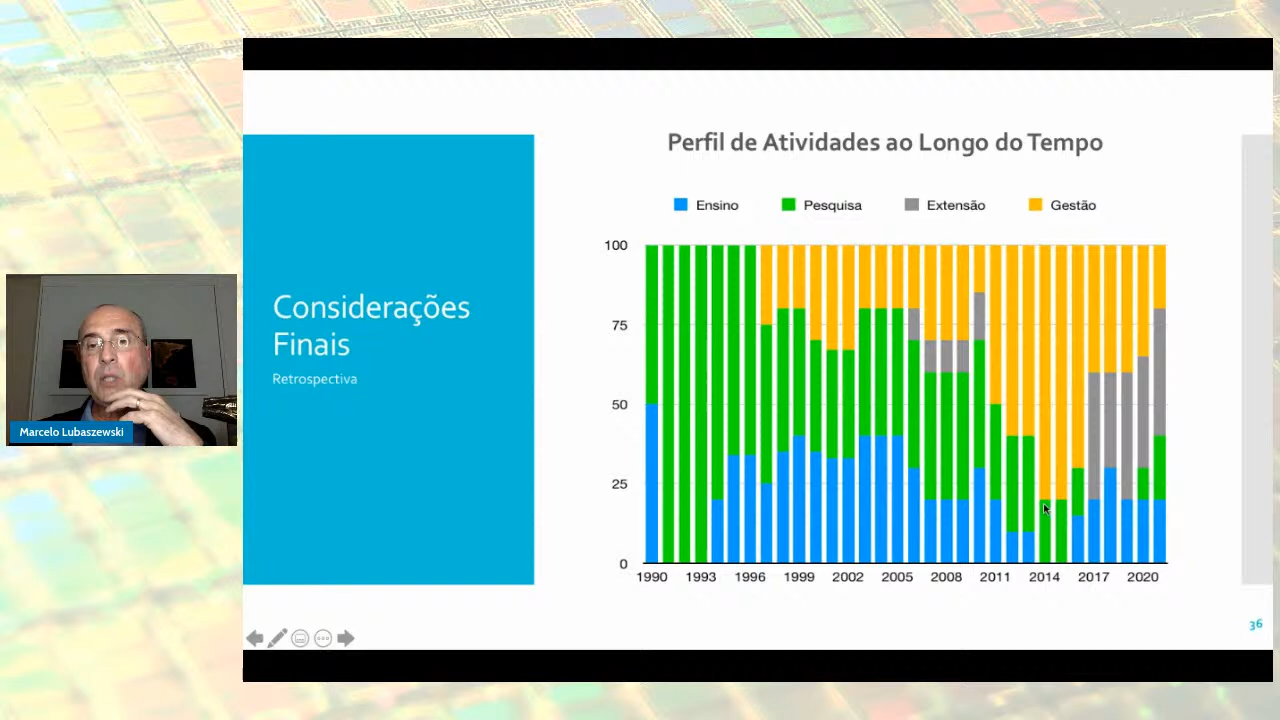 Perfil de Atividades ao Longo do Tempo
Ensino Pesquisa Extensão Gestão
100
75
50
25
0
1990 1993 1996 1999 2002 2005 2008 2011 2014 2017 2020
Considerações
Finais
Retrospectiva
Marcelo Lubaszewski
36